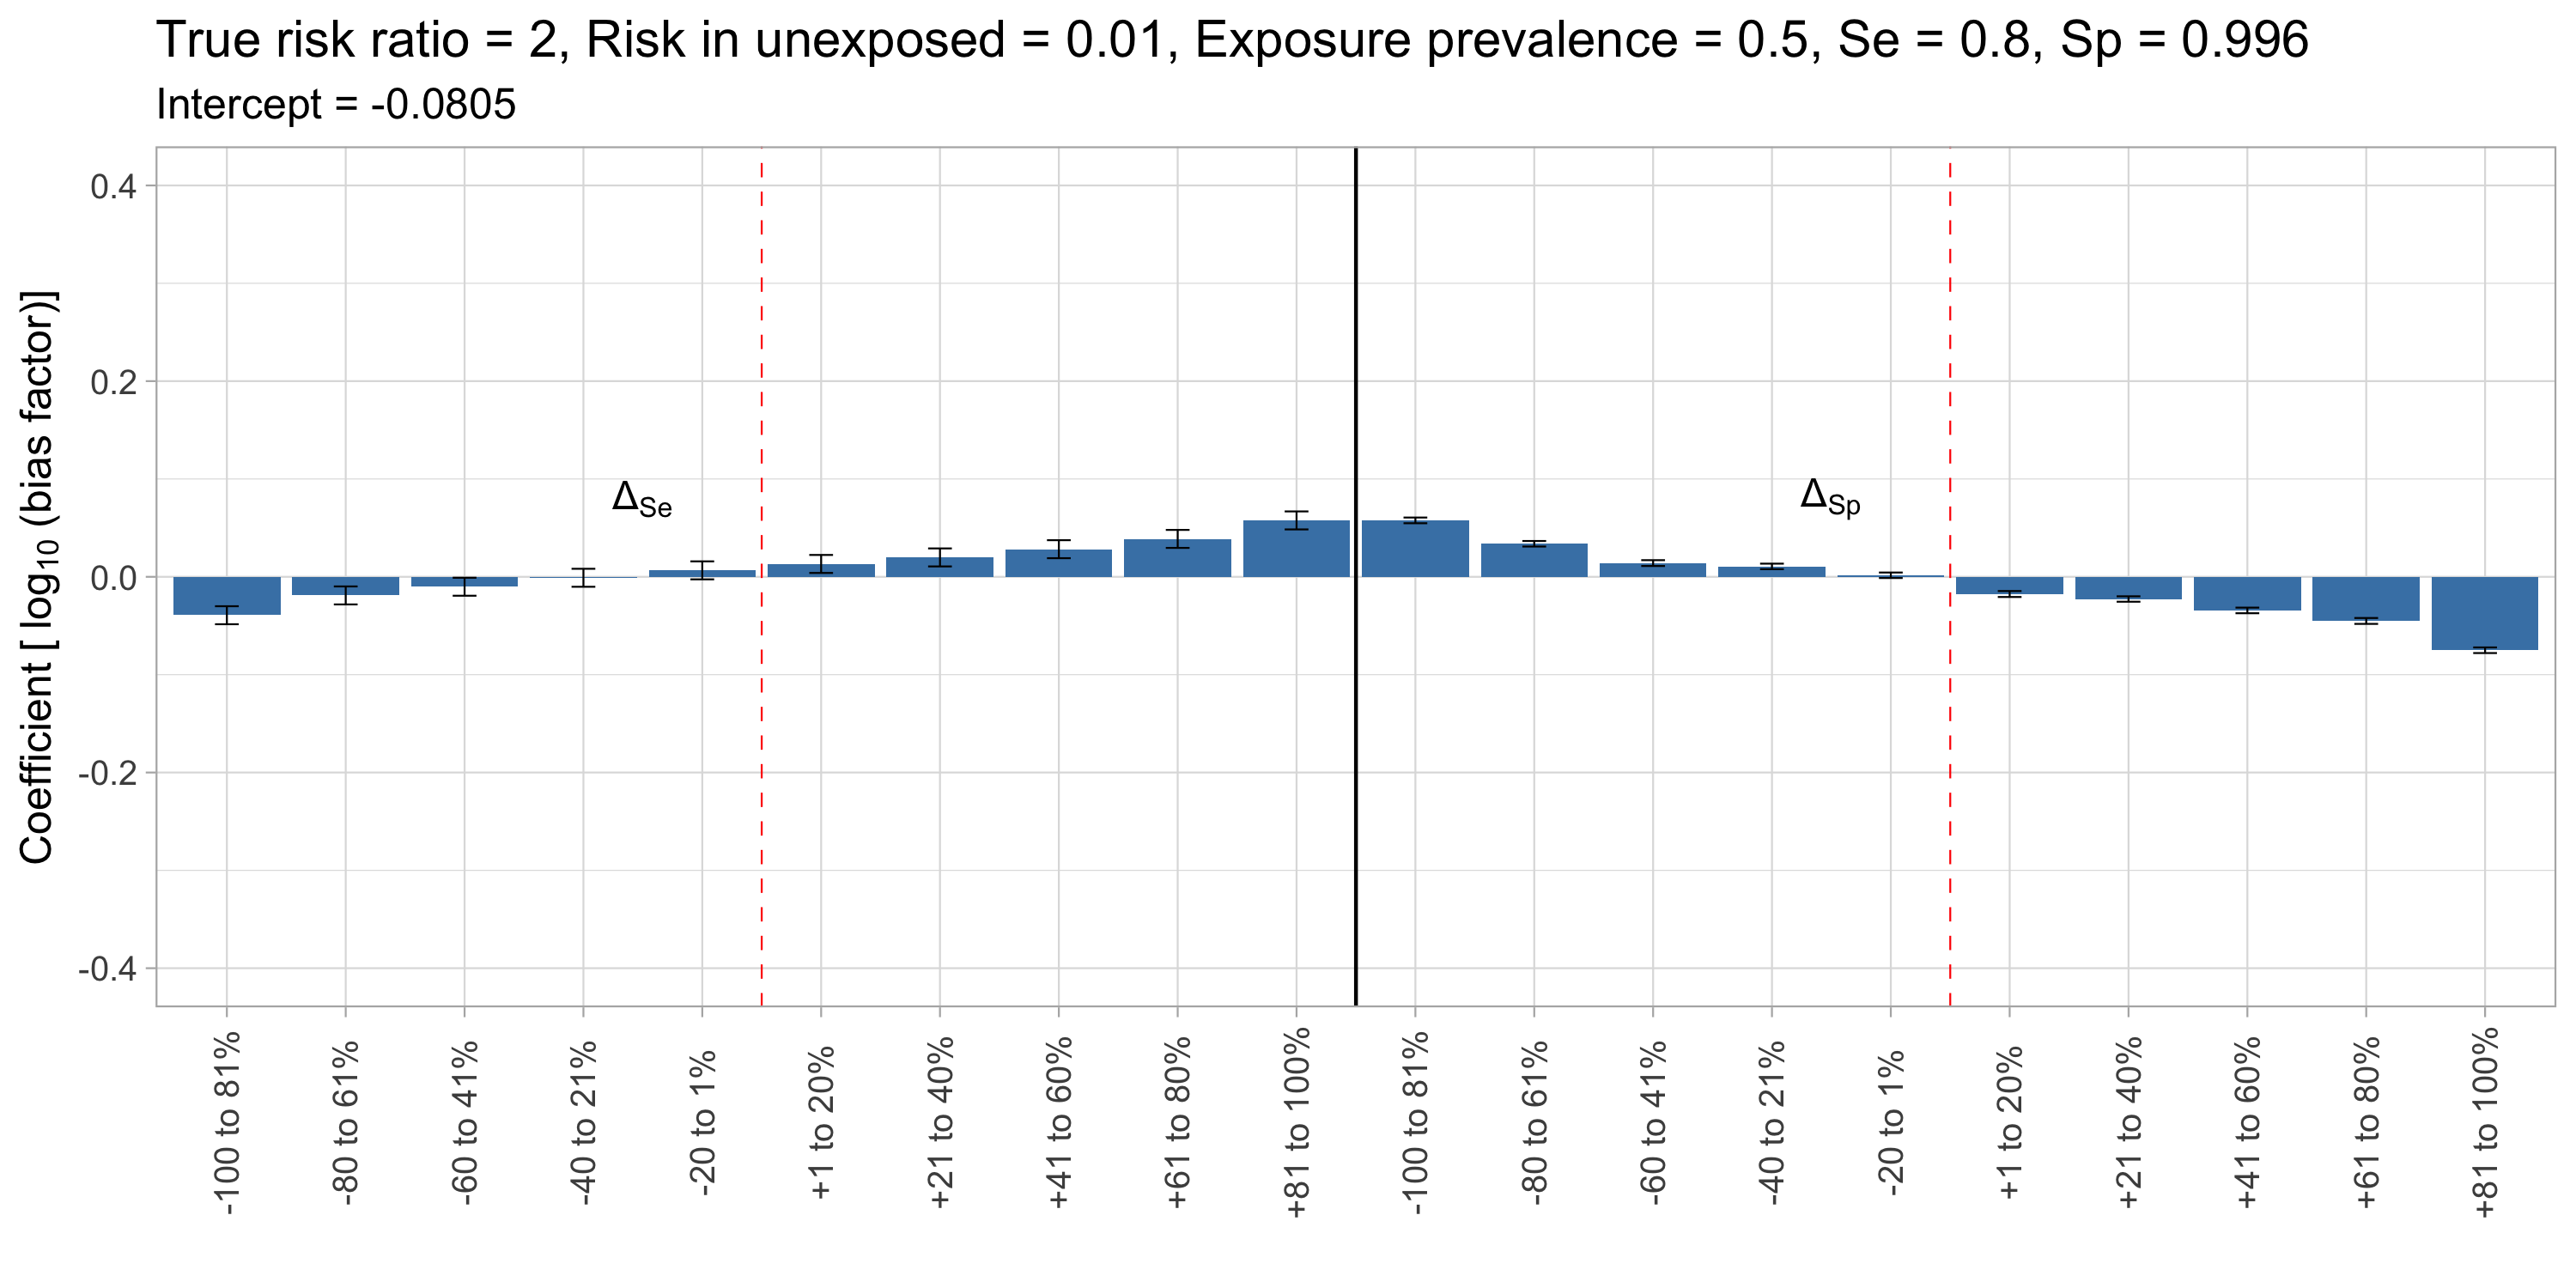 True risk ratio = 2, Risk in unexposed = 0.01, Exposure prevalence = 0.5, Se = 0.8, Sp = 0.996
Intercept = -0.0805
Coefficient [ log10 (bias factor)]
0.4
0.2
0.0
-0.2
-0.4
ΔSe
ΔSp
-100 to 81%
-80 to 61%
-60 to 41%
-40 to 21%
-20 to 1%
+1 to 20%
+21 to 40%
+41 to 60%
+61 to 80%
+81 to 100%
-100 to 81%
-80 to 61%
-60 to 41%
-40 to 21%
-20 to 1%
+1 to 20%
+21 to 40%
+41 to 60%
+61 to 80%
+81 to 100%